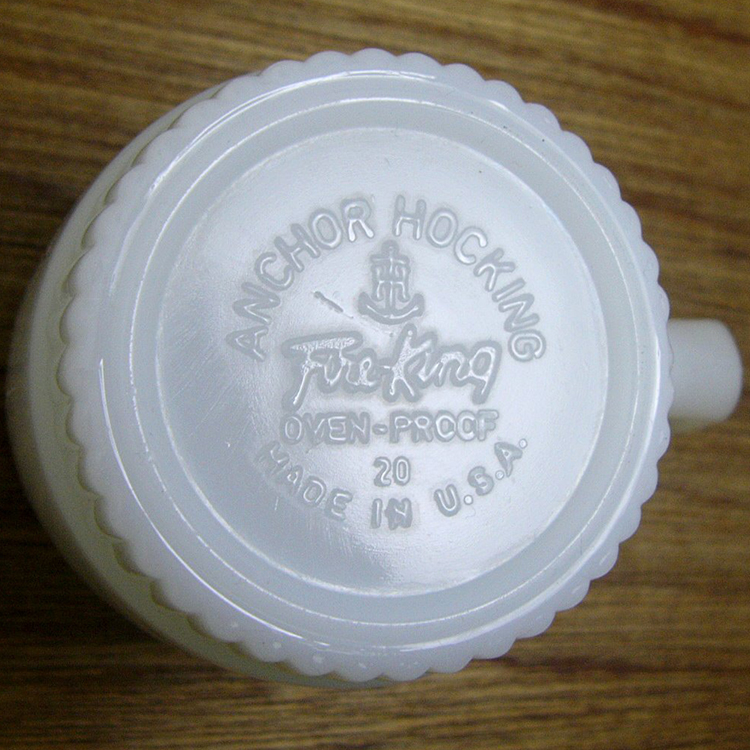 ANCHOR HOCKING
Fire-King
OVEN-PROOF
20
MADE IN U.S.A.